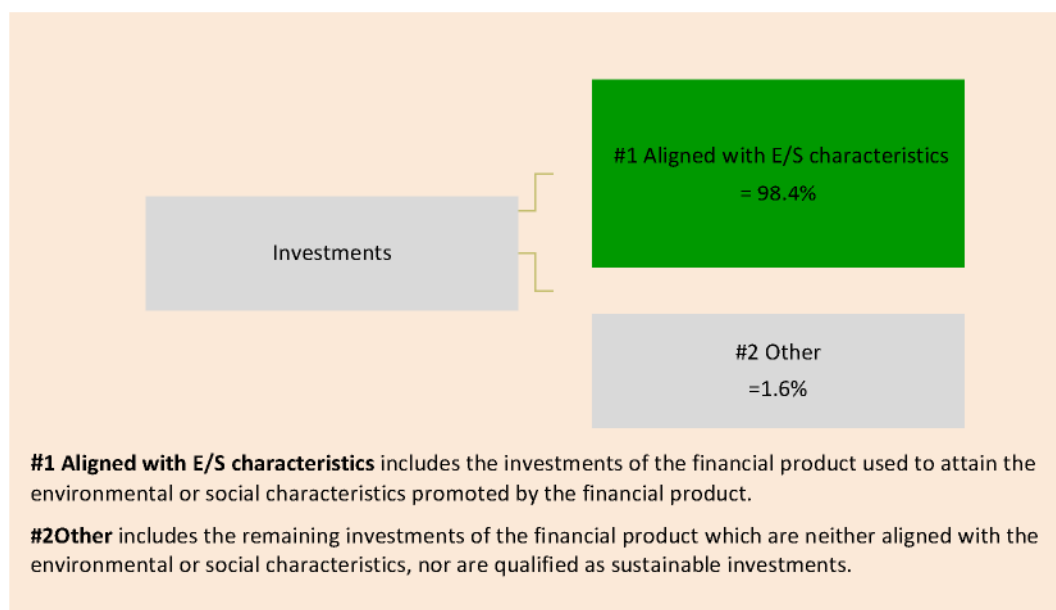 #1 Aligned with E/S characteristics
= 98.4%
Investments
#2 Other
=1.6%
#1 Aligned with E/S characteristics includes the investments of the financial product used to attain the
environmental or social characteristics promoted by the financial product.
#2Other includes the remaining investments of the financial product which are neither aligned with the
environmental or social characteristics, nor are qualified as sustainable investments.